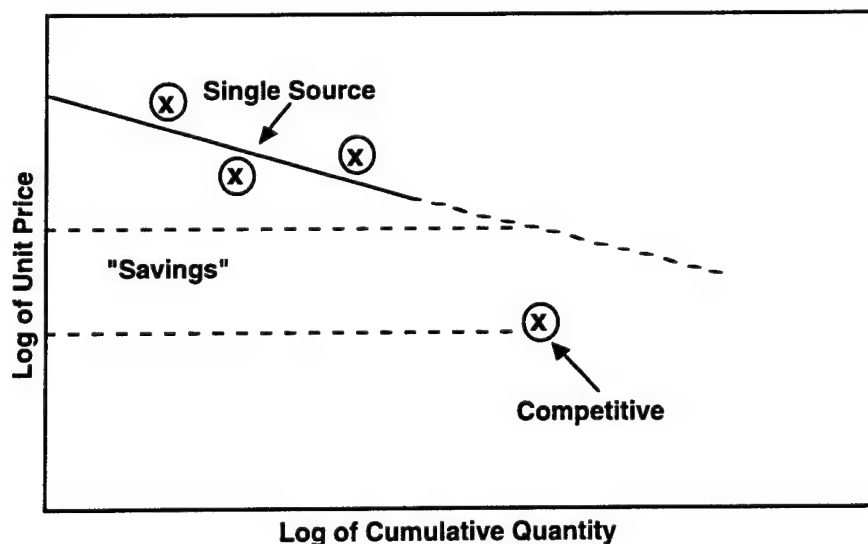 Single Source
X
X
X
"Savings"
X
Competitive
Log of Unit Price
Log of Cumulative Quantity